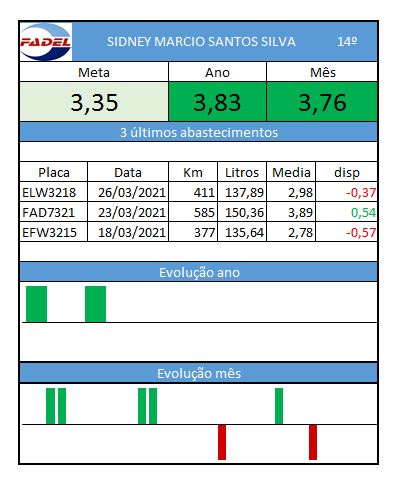 FADEL SIDNEY MARCIO SANTOS SILVA 14º
Meta Ano Mês
3,35 3,83 3,76
3 últimos abastecimentos
Placa Data Km Litros Media disp
ELW3218 26/03/2021 411 137,89 2,98 -0,37
FAD7321 23/03/2021 585 150,36 3,89 0,54
EFW3215 18/03/2021 377 135,64 2,78 -0,57
Evolução ano
Evolução mês